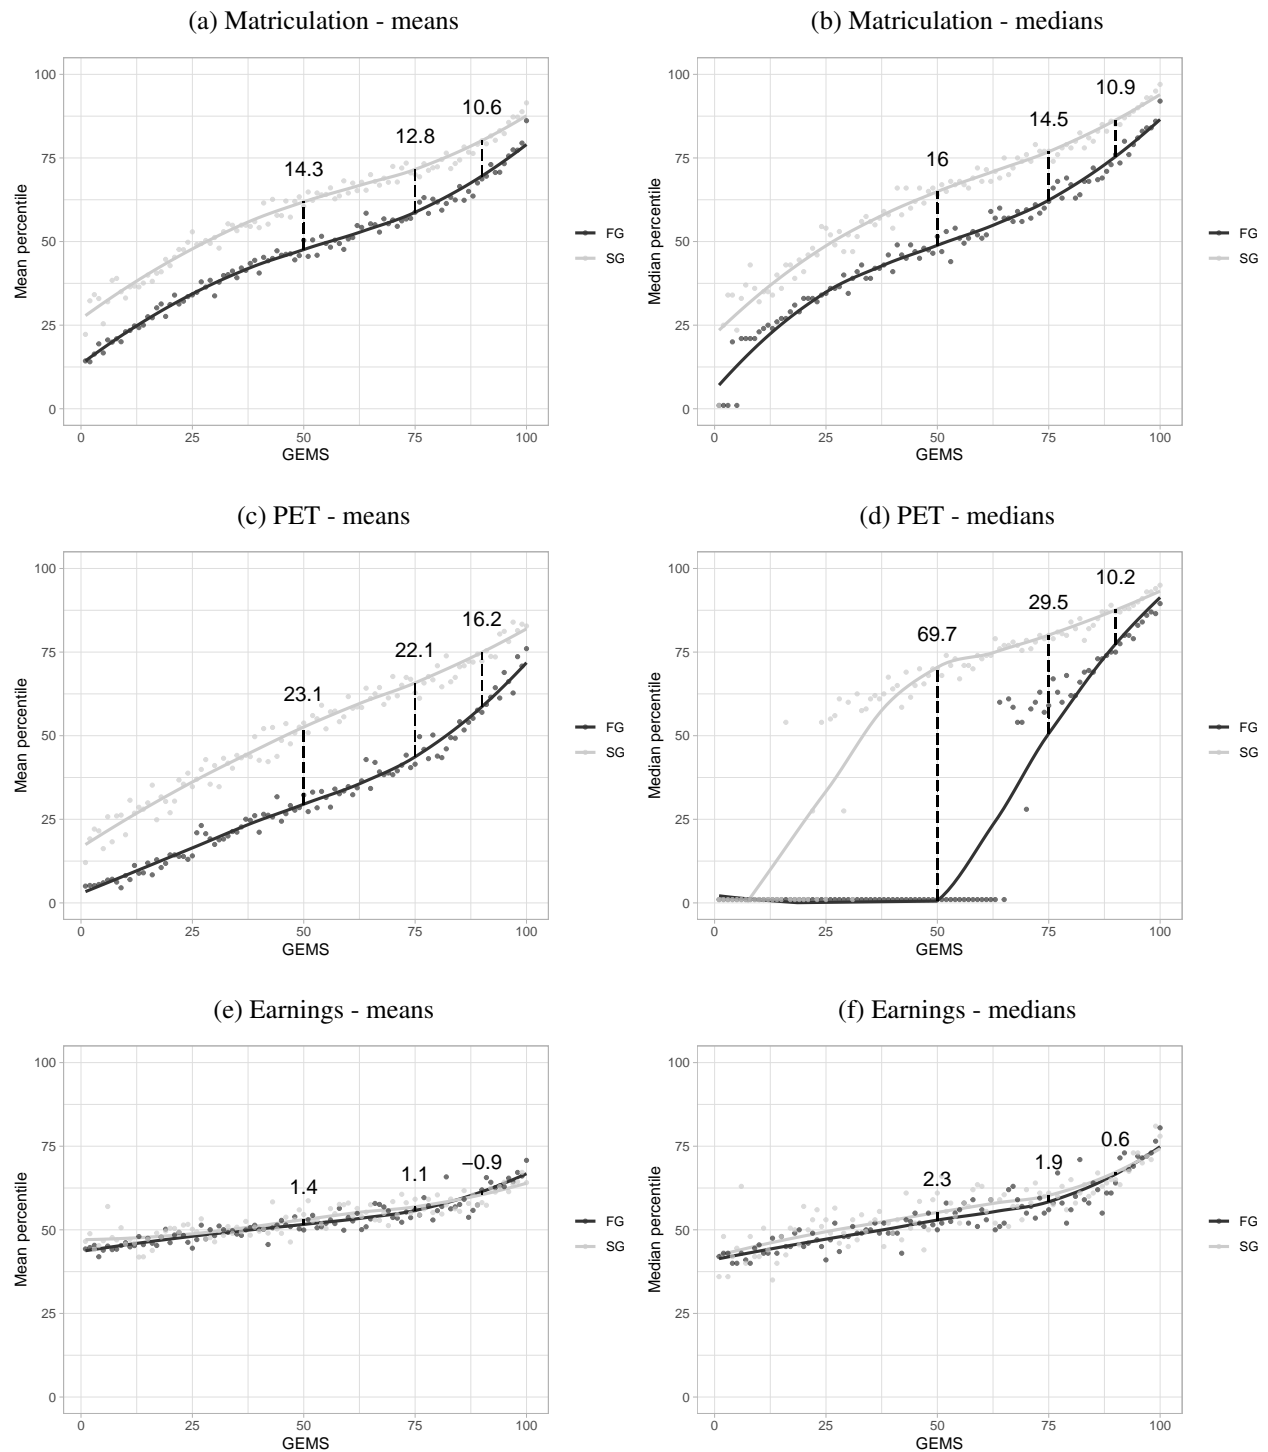 (a) Matriculation - means
(b) Matriculation - medians
100
75
50
25
0
Mean percentile
14.3
12.8
10.6
0 25 50 75 100
GEMS
FG
SG
100
75
50
25
0
Median percentile
16
14.5
10.9
0 25 50 75 100
GEMS
FG
SG
(c) PET - means
(d) PET - medians
100
75
50
25
0
Mean percentile
23.1
22.1
16.2
0 25 50 75 100
GEMS
FG
SG
100
75
50
25
0
Median percentile
69.7
29.5
10.2
0 25 50 75 100
GEMS
FG
SG
(e) Earnings - means
(f) Earnings - medians
100
75
50
25
0
Mean percentile
1.4
1.1
−0.9
0 25 50 75 100
GEMS
FG
SG
100
75
50
25
0
Median percentile
2.3
1.9
0.6
0 25 50 75 100
GEMS
FG
SG